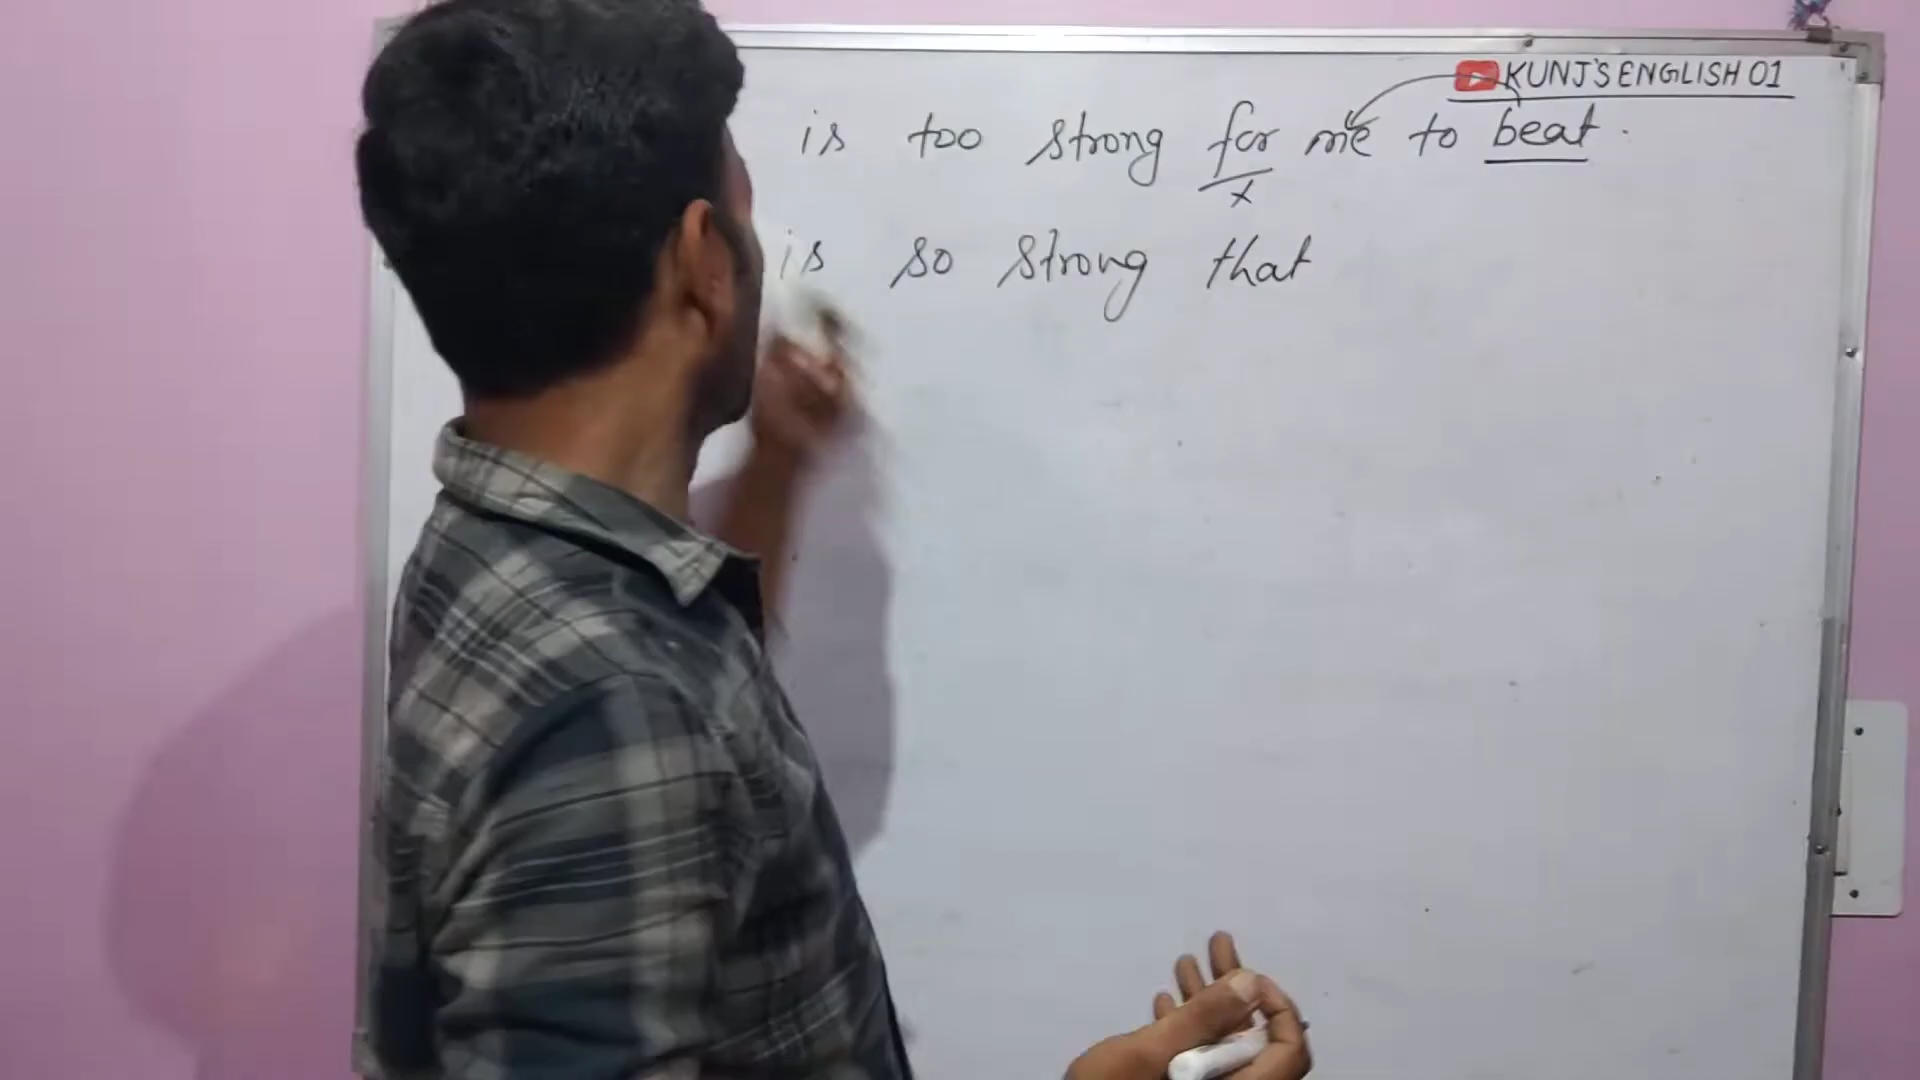 KUNJ'S ENGLISH 01
is too strong for me to beat.
x
is so strong that